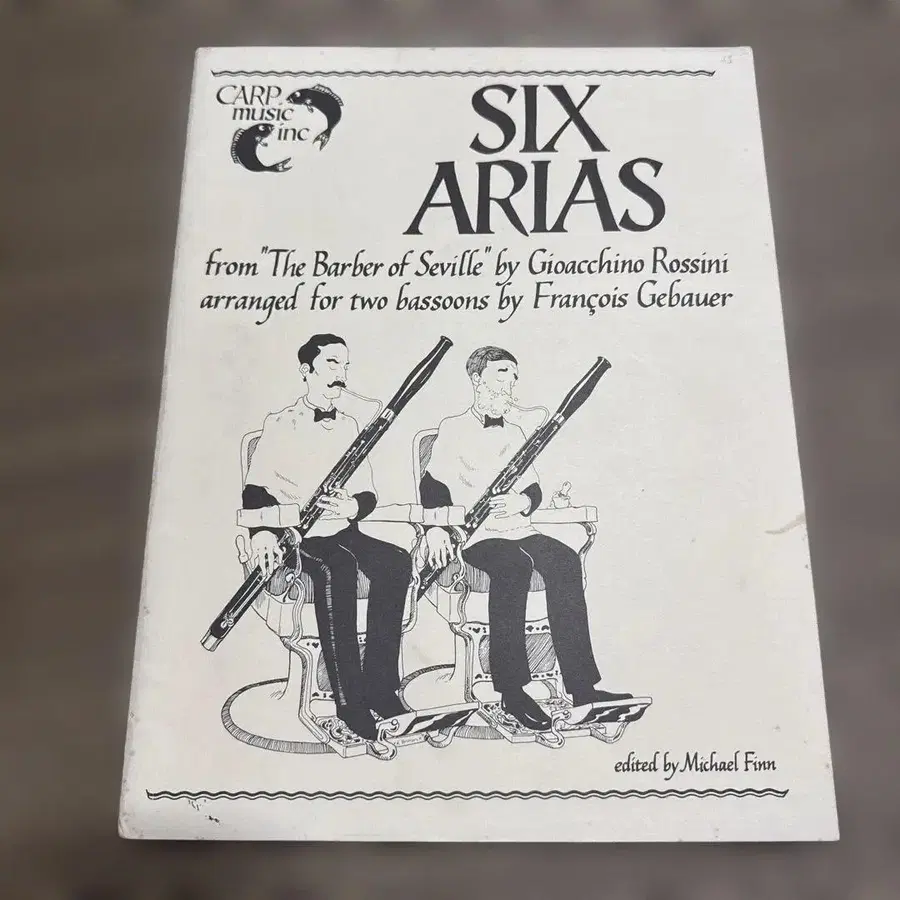 CARP.
music
inc
SIX
ARIAS
from "The Barber of Seville" by Gioacchino Rossini
arranged for two bassoons by François Gebauer
edited by Michael Finn